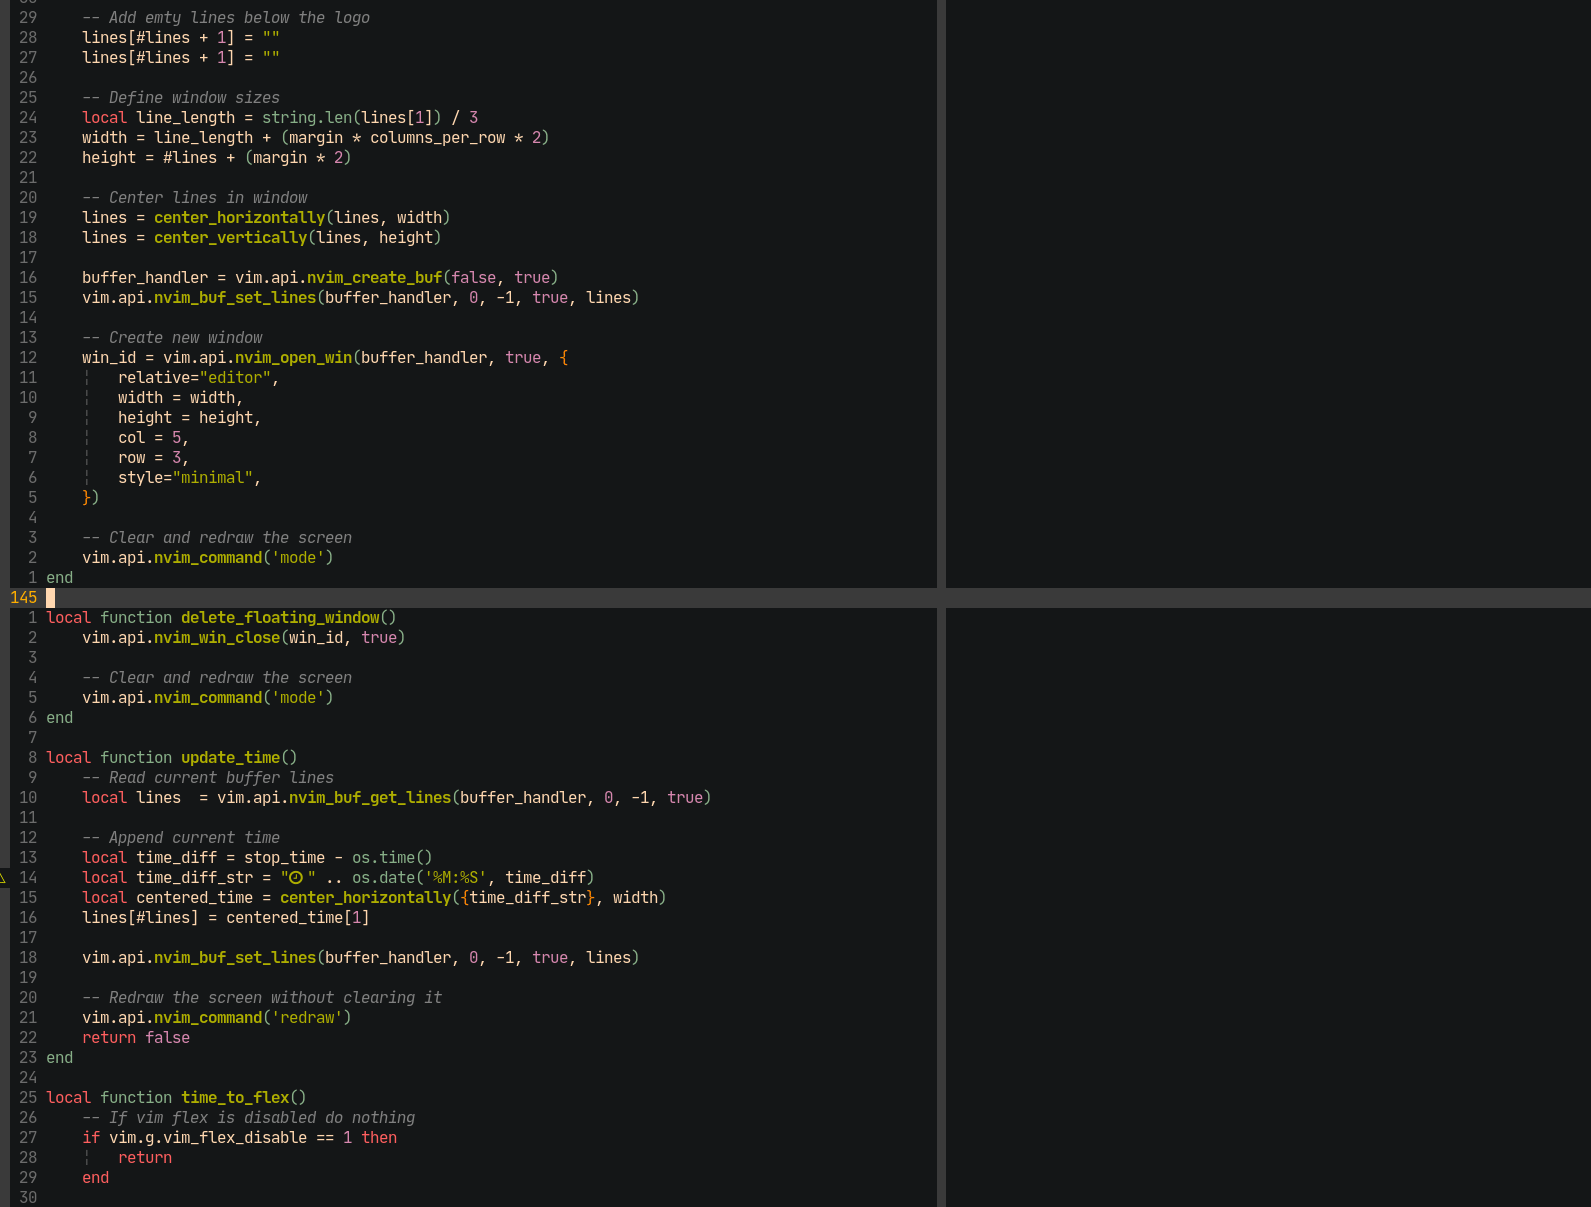 29     -- Add emty lines below the logo
28     lines[#lines + 1] = ""
27     lines[#lines + 1] = ""
26
25     -- Define window sizes
24     local line_length = string.len(lines[1]) / 3
23     width = line_length + (margin * columns_per_row * 2)
22     height = #lines + (margin * 2)
21
20     -- Center lines in window
19     lines = center_horizontally(lines, width)
18     lines = center_vertically(lines, height)
17
16     buffer_handler = vim.api.nvim_create_buf(false, true)
15     vim.api.nvim_buf_set_lines(buffer_handler, 0, -1, true, lines)
14
13     -- Create new window
12     win_id = vim.api.nvim_open_win(buffer_handler, true, {
11     ¦   relative="editor",
10     ¦   width = width,
 9     ¦   height = height,
 8     ¦   col = 5,
 7     ¦   row = 3,
 6     ¦   style="minimal",
 5     })
 4
 3     -- Clear and redraw the screen
 2     vim.api.nvim_command('mode')
 1 end
145
 1 local function delete_floating_window()
 2     vim.api.nvim_win_close(win_id, true)
 3
 4     -- Clear and redraw the screen
 5     vim.api.nvim_command('mode')
 6 end
 7
 8 local function update_time()
 9     -- Read current buffer lines
10     local lines  = vim.api.nvim_buf_get_lines(buffer_handler, 0, -1, true)
11
12     -- Append current time
13     local time_diff = stop_time - os.time()
14     local time_diff_str = "🕘 " .. os.date('%M:%S', time_diff)
15     local centered_time = center_horizontally({time_diff_str}, width)
16     lines[#lines] = centered_time[1]
17
18     vim.api.nvim_buf_set_lines(buffer_handler, 0, -1, true, lines)
19
20     -- Redraw the screen without clearing it
21     vim.api.nvim_command('redraw')
22     return false
23 end
24
25 local function time_to_flex()
26     -- If vim flex is disabled do nothing
27     if vim.g.vim_flex_disable == 1 then
28     ¦   return
29     end
30